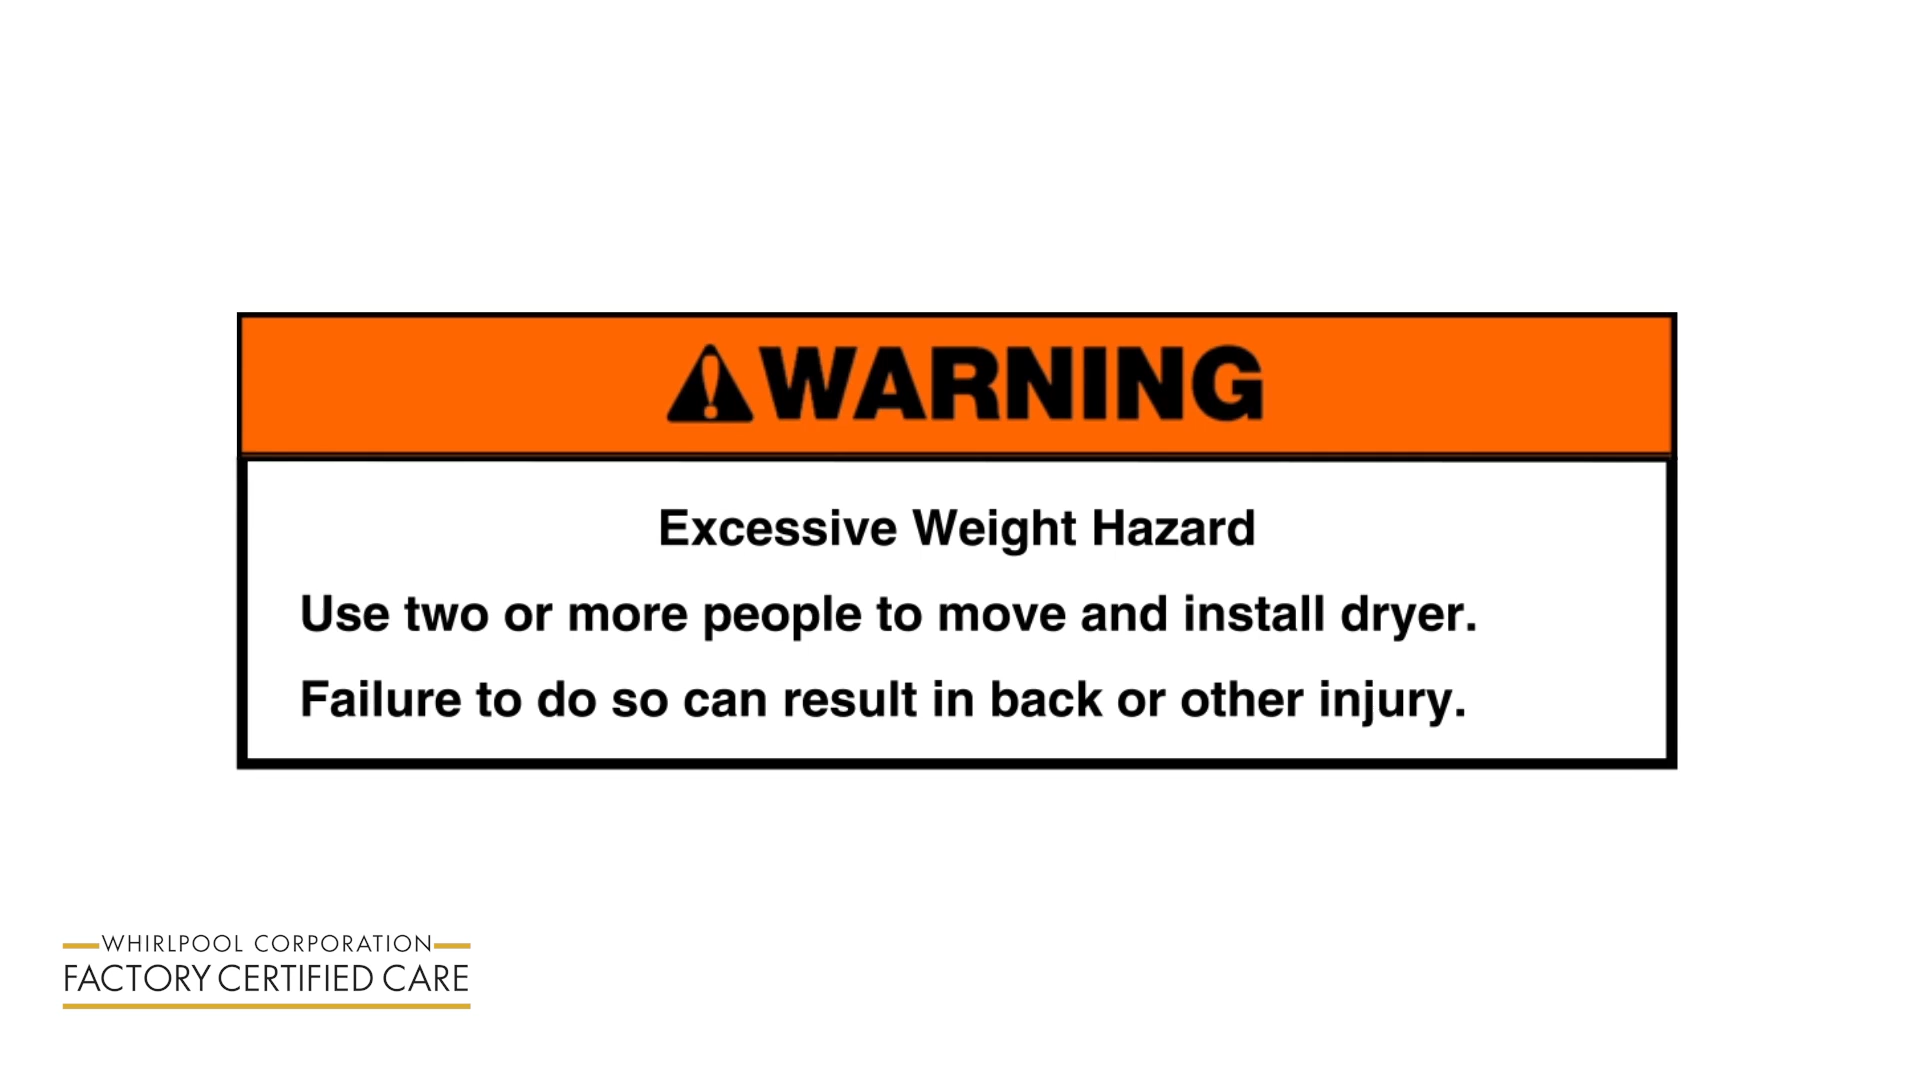 WARNING
Excessive Weight Hazard
Use two or more people to move and install dryer.
Failure to do so can result in back or other injury.
WHIRLPOOL CORPORATION
FACTORY CERTIFIED CARE